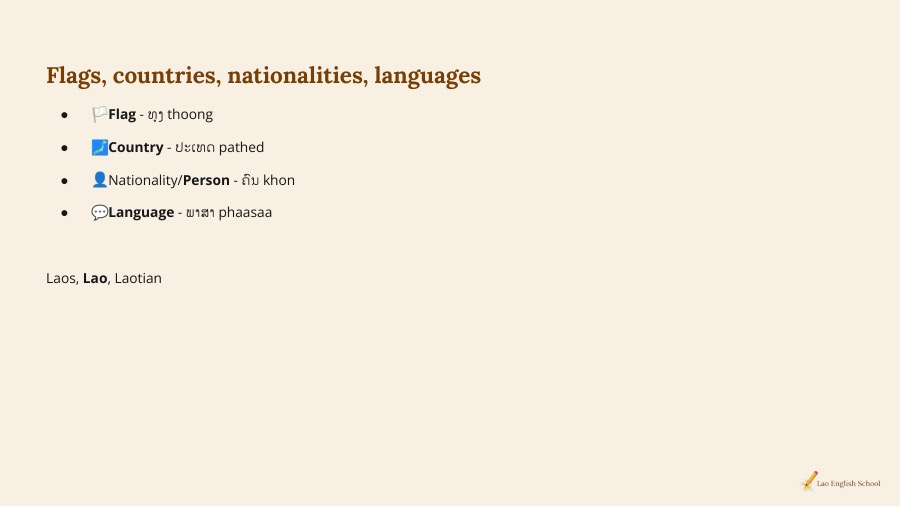 Flags, countries, nationalities, languages
● 🏳️Flag - ທຸງ thoong
● 🗾Country - ປະເທດ pathed
● 👤Nationality/Person - ຄົນ khon
● 💬Language - ພາສາ phaasaa
Laos, Lao, Laotian
Lao English School